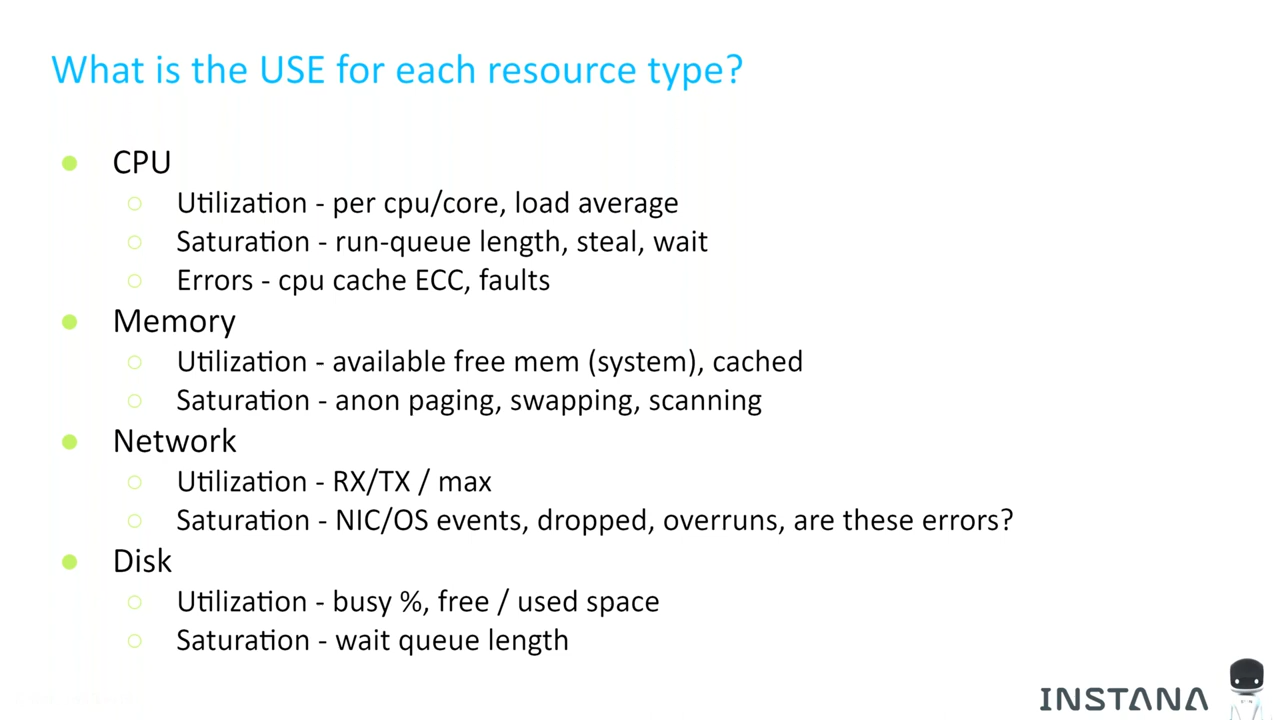 What is the USE for each resource type?
CPU
Utilization - per cpu/core, load average
Saturation - run-queue length, steal, wait
Errors - cpu cache ECC, faults
Memory
Utilization - available free mem (system), cached
Saturation - anon paging, swapping, scanning
Network
Utilization - RX/TX / max
Saturation - NIC/OS events, dropped, overruns, are these errors?
Disk
Utilization - busy %, free / used space
Saturation - wait queue length
INSTANA